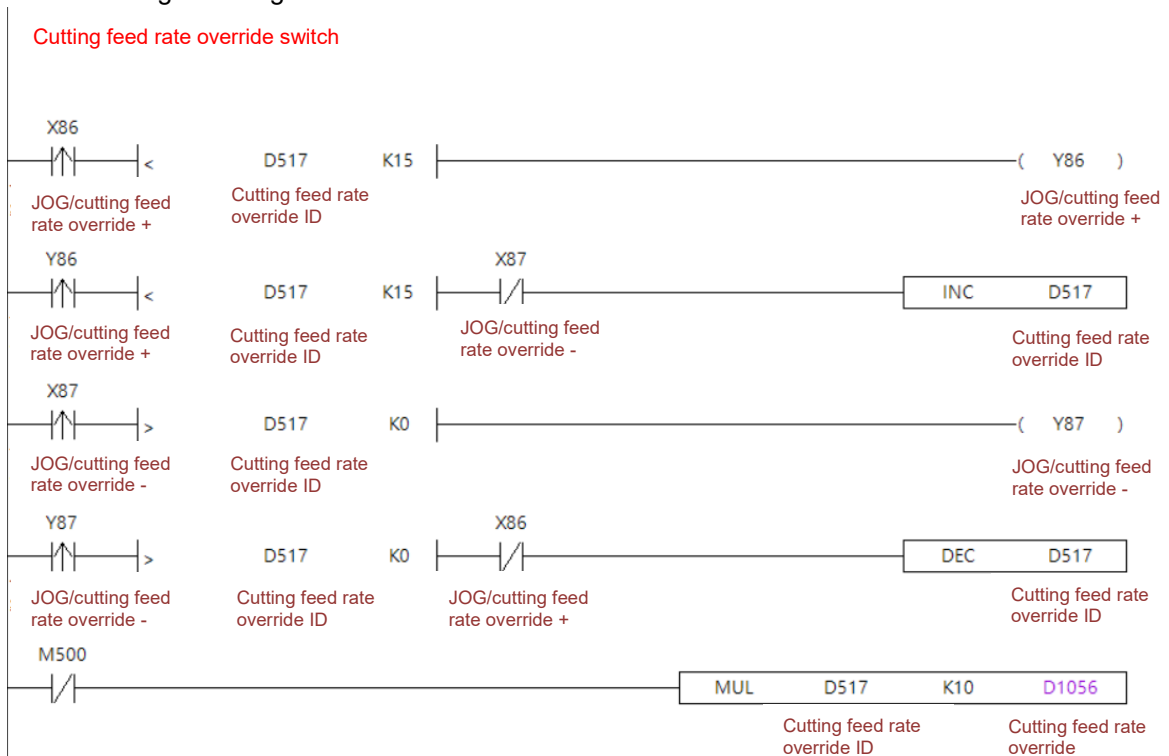 Cutting feed rate override switch
X86
< D517 K15 ( Y86 )
JOG/cutting feed
rate override +
Cutting feed rate
override ID
JOG/cutting feed
rate override +
Y86 X87
< D517 K15 INC D517
JOG/cutting feed
rate override +
Cutting feed rate
override ID
JOG/cutting feed
rate override -
Cutting feed rate
override ID
X87
> D517 K0 ( Y87 )
JOG/cutting feed
rate override -
Cutting feed rate
override ID
JOG/cutting feed
rate override -
Y87 X86
> D517 K0 DEC D517
JOG/cutting feed
rate override -
Cutting feed rate
override ID
JOG/cutting feed
rate override +
Cutting feed rate
override ID
M500
MUL D517 K10 D1056
Cutting feed rate
override ID
Cutting feed rate
override